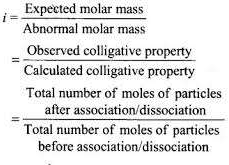 i = Expected molar mass
Abnormal molar mass
= Observed colligative property
Calculated colligative property
Total number of moles of particles
after association/dissociation
=
Total number of moles of particles
before association/dissociation